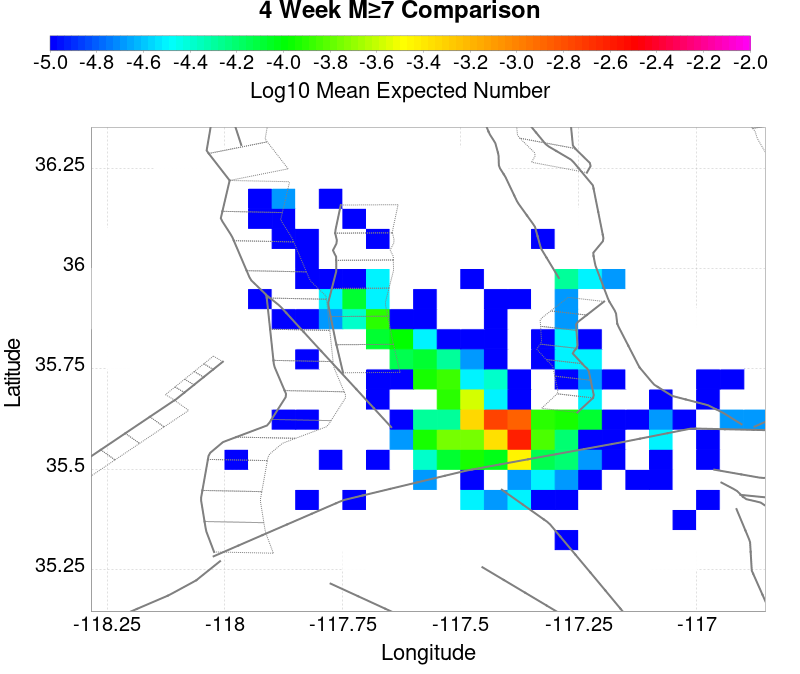 4 Week M≥7 Comparison
-5.0 -4.8 -4.6 -4.4 -4.2 -4.0 -3.8 -3.6 -3.4 -3.2 -3.0 -2.8 -2.6 -2.4 -2.2 -2.0
Log10 Mean Expected Number
36.25
36
35.75
35.5
35.25
Latitude
-118.25 -118 -117.75 -117.5 -117.25 -117
Longitude